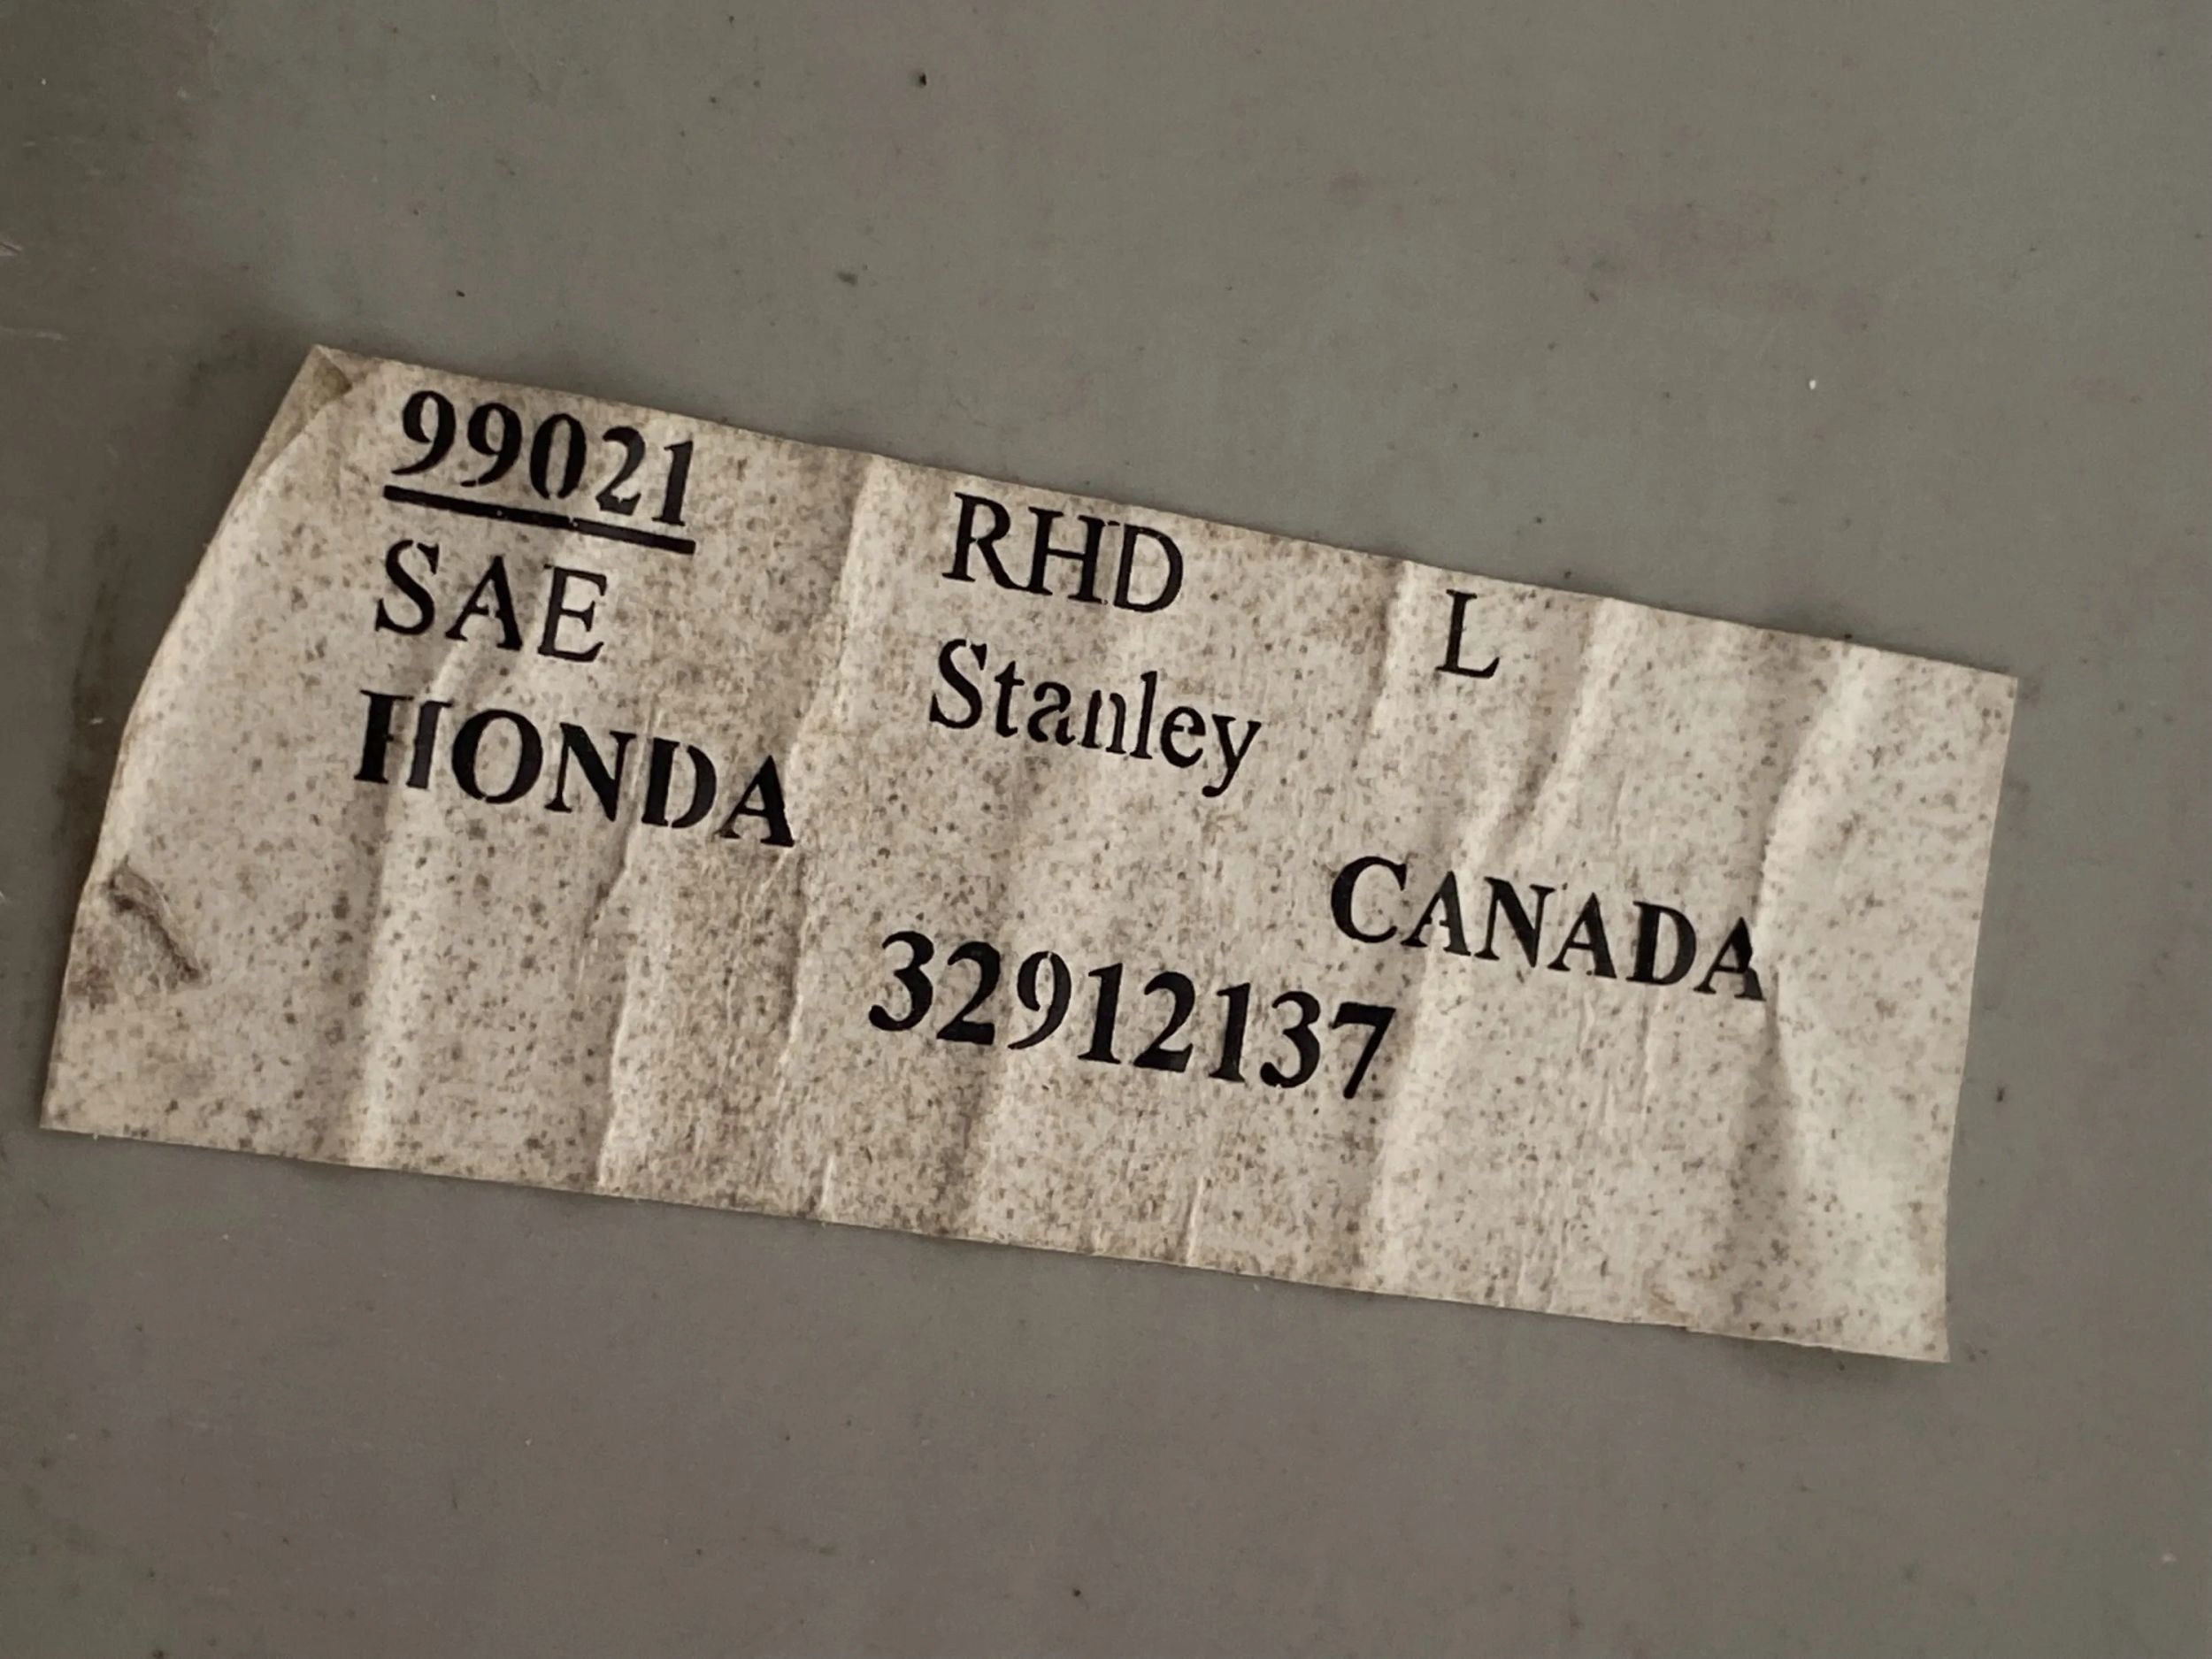 99021 RHD L
SAE Stanley
HONDA CANADA
32912137